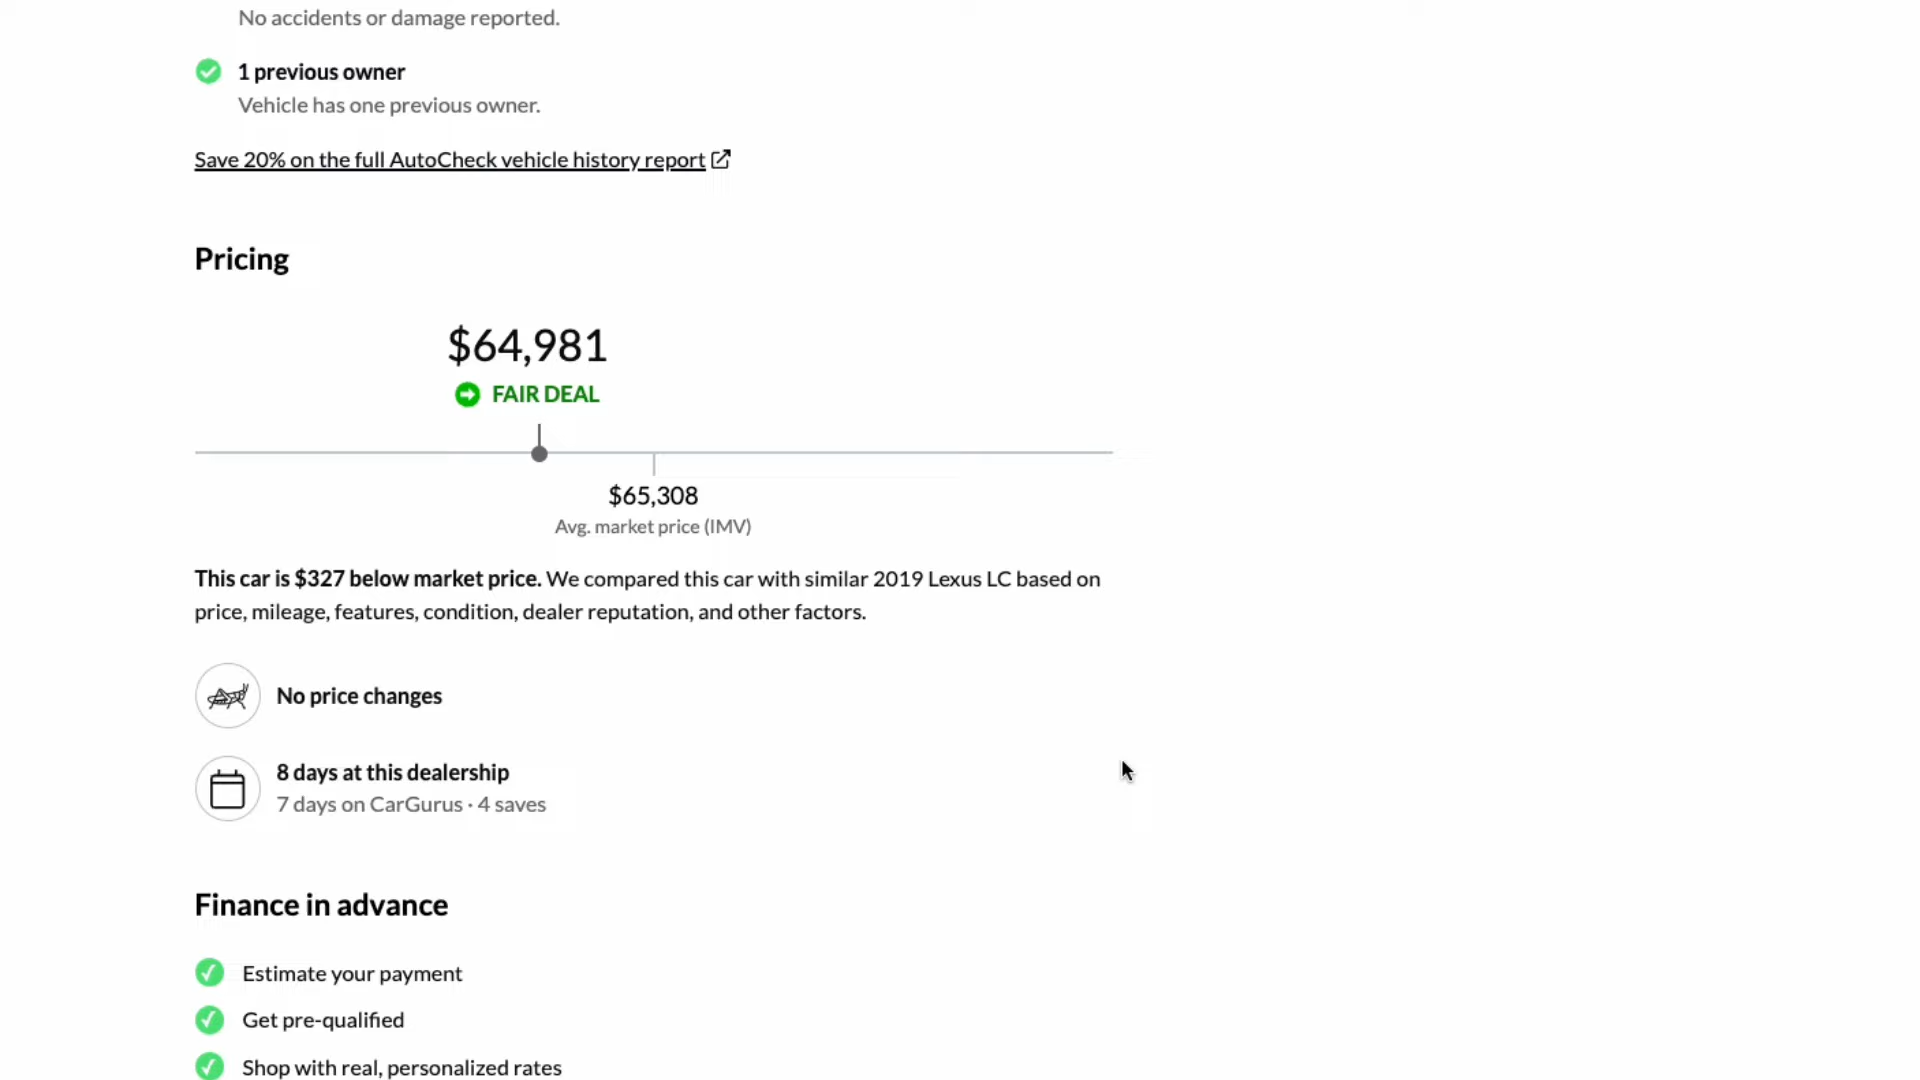 No accidents or damage reported.
1 previous owner
Vehicle has one previous owner.
Save 20% on the full AutoCheck vehicle history report
Pricing
$64,981
FAIR DEAL
$65,308
Avg. market price (IMV)
This car is $327 below market price. We compared this car with similar 2019 Lexus LC based on
price, mileage, features, condition, dealer reputation, and other factors.
No price changes
8 days at this dealership
7 days on CarGurus · 4 saves
Finance in advance
Estimate your payment
Get pre-qualified
Shop with real, personalized rates